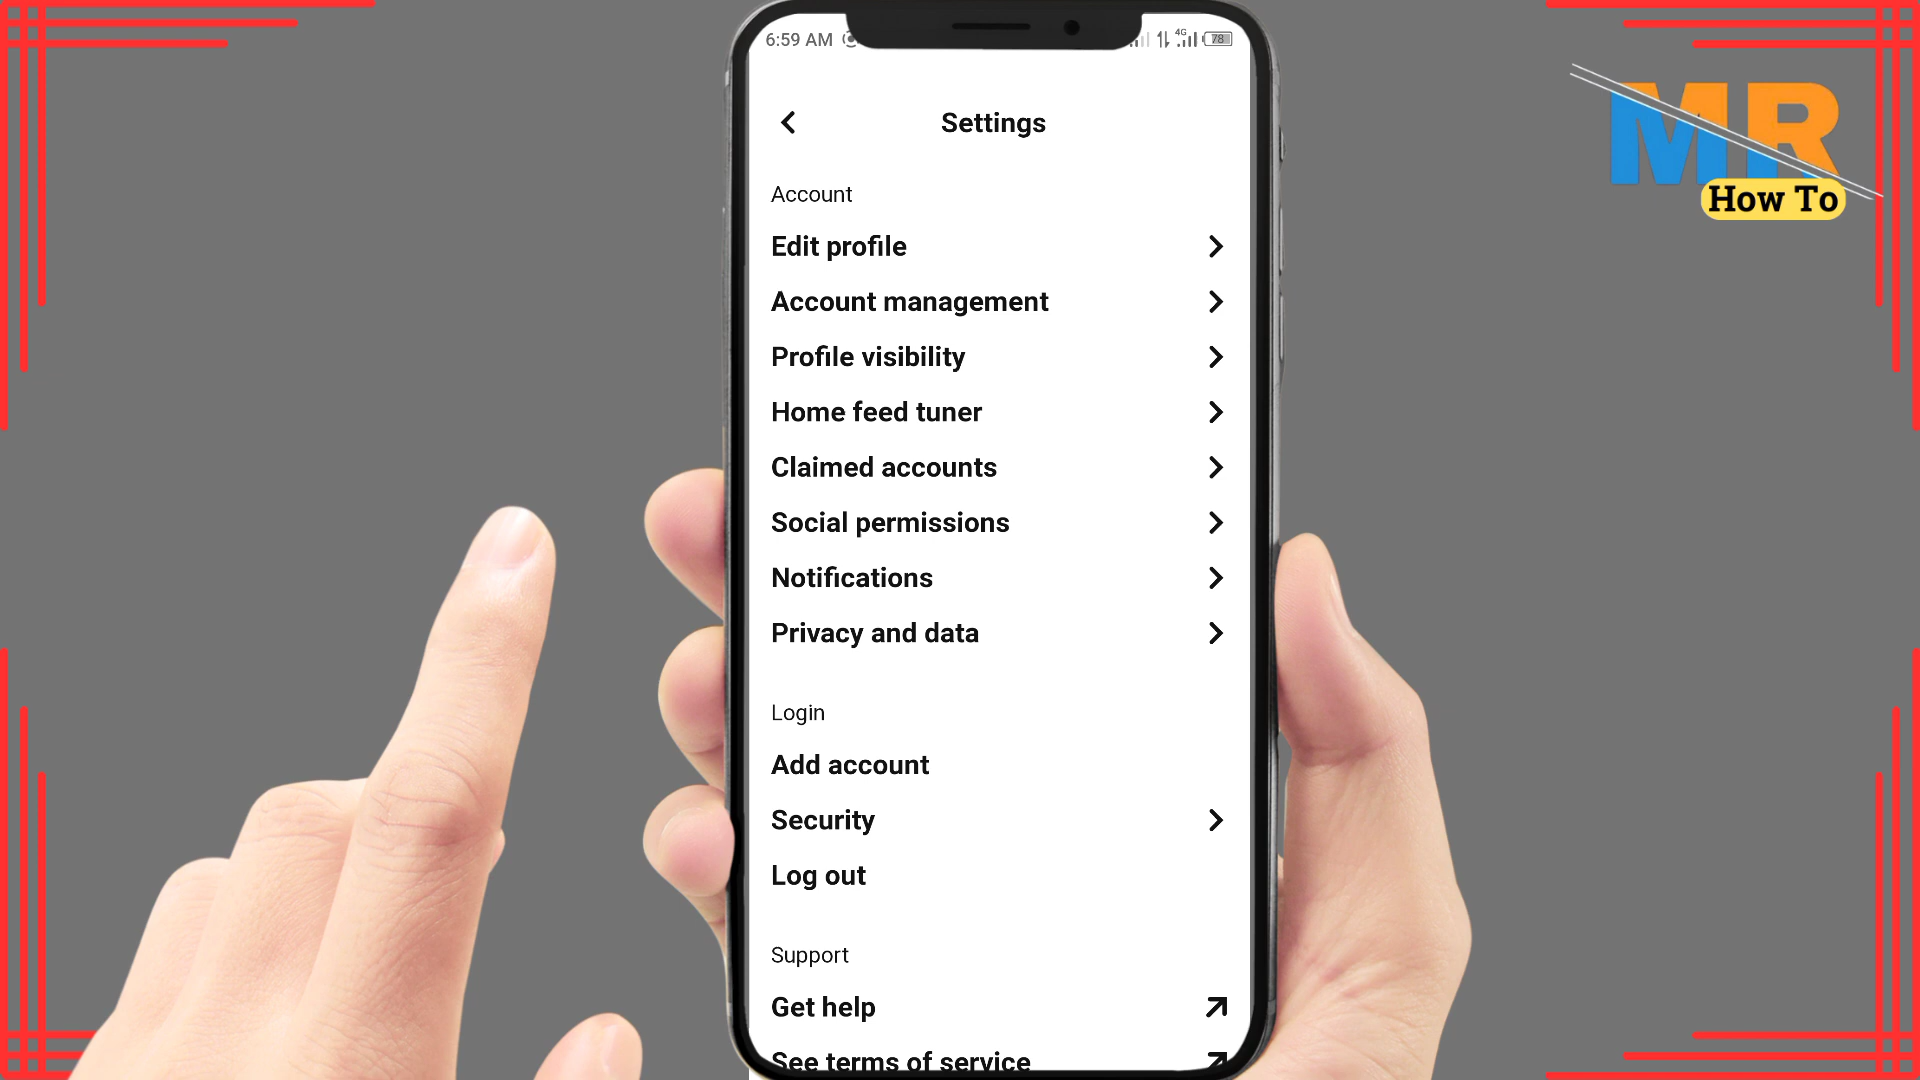 6:59 AM
4G
78
MR
How To
Settings
Account
Edit profile
Account management
Profile visibility
Home feed tuner
Claimed accounts
Social permissions
Notifications
Privacy and data
Login
Add account
Security
Log out
Support
Get help
See terms of service